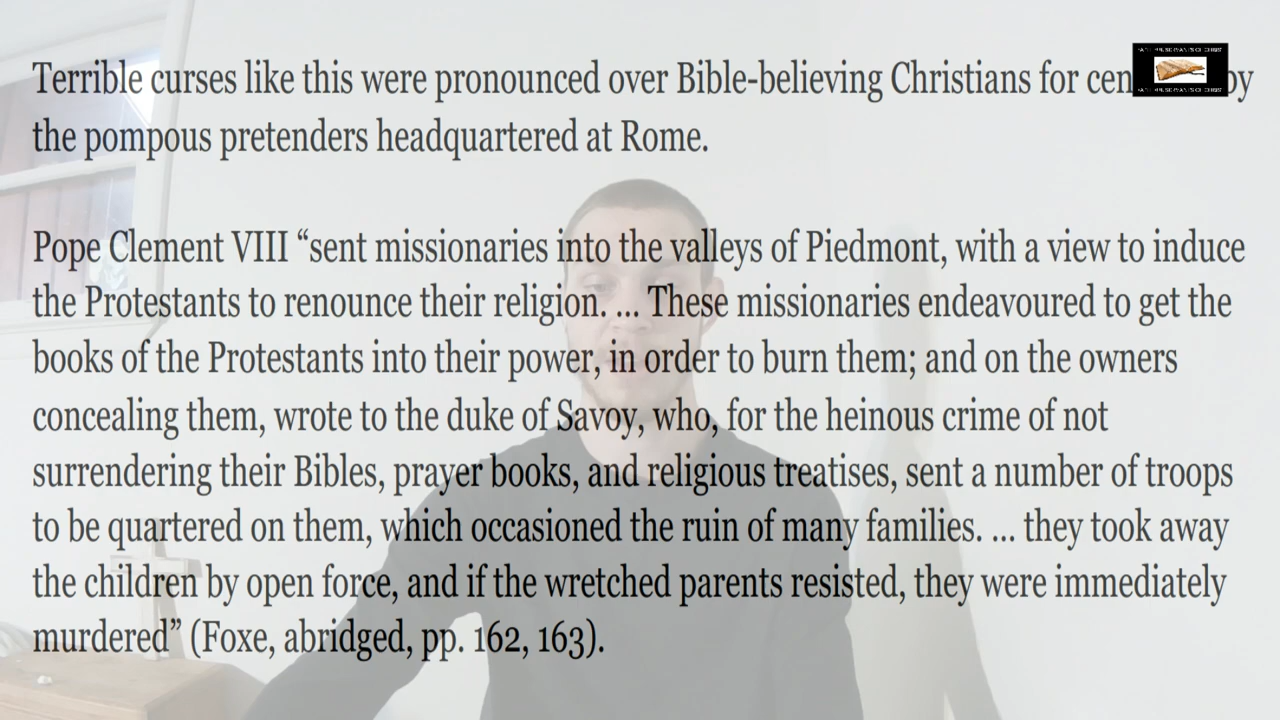 Terrible curses like this were pronounced over Bible-believing Christians for cen by
the pompous pretenders headquartered at Rome.
Pope Clement VIII “sent missionaries into the valleys of Piedmont, with a view to induce
the Protestants to renounce their religion. ... These missionaries endeavoured to get the
books of the Protestants into their power, in order to burn them; and on the owners
concealing them, wrote to the duke of Savoy, who, for the heinous crime of not
surrendering their Bibles, prayer books, and religious treatises, sent a number of troops
to be quartered on them, which occasioned the ruin of many families. ... they took away
the children by open force, and if the wretched parents resisted, they were immediately
murdered” (Foxe, abridged, pp. 162, 163).